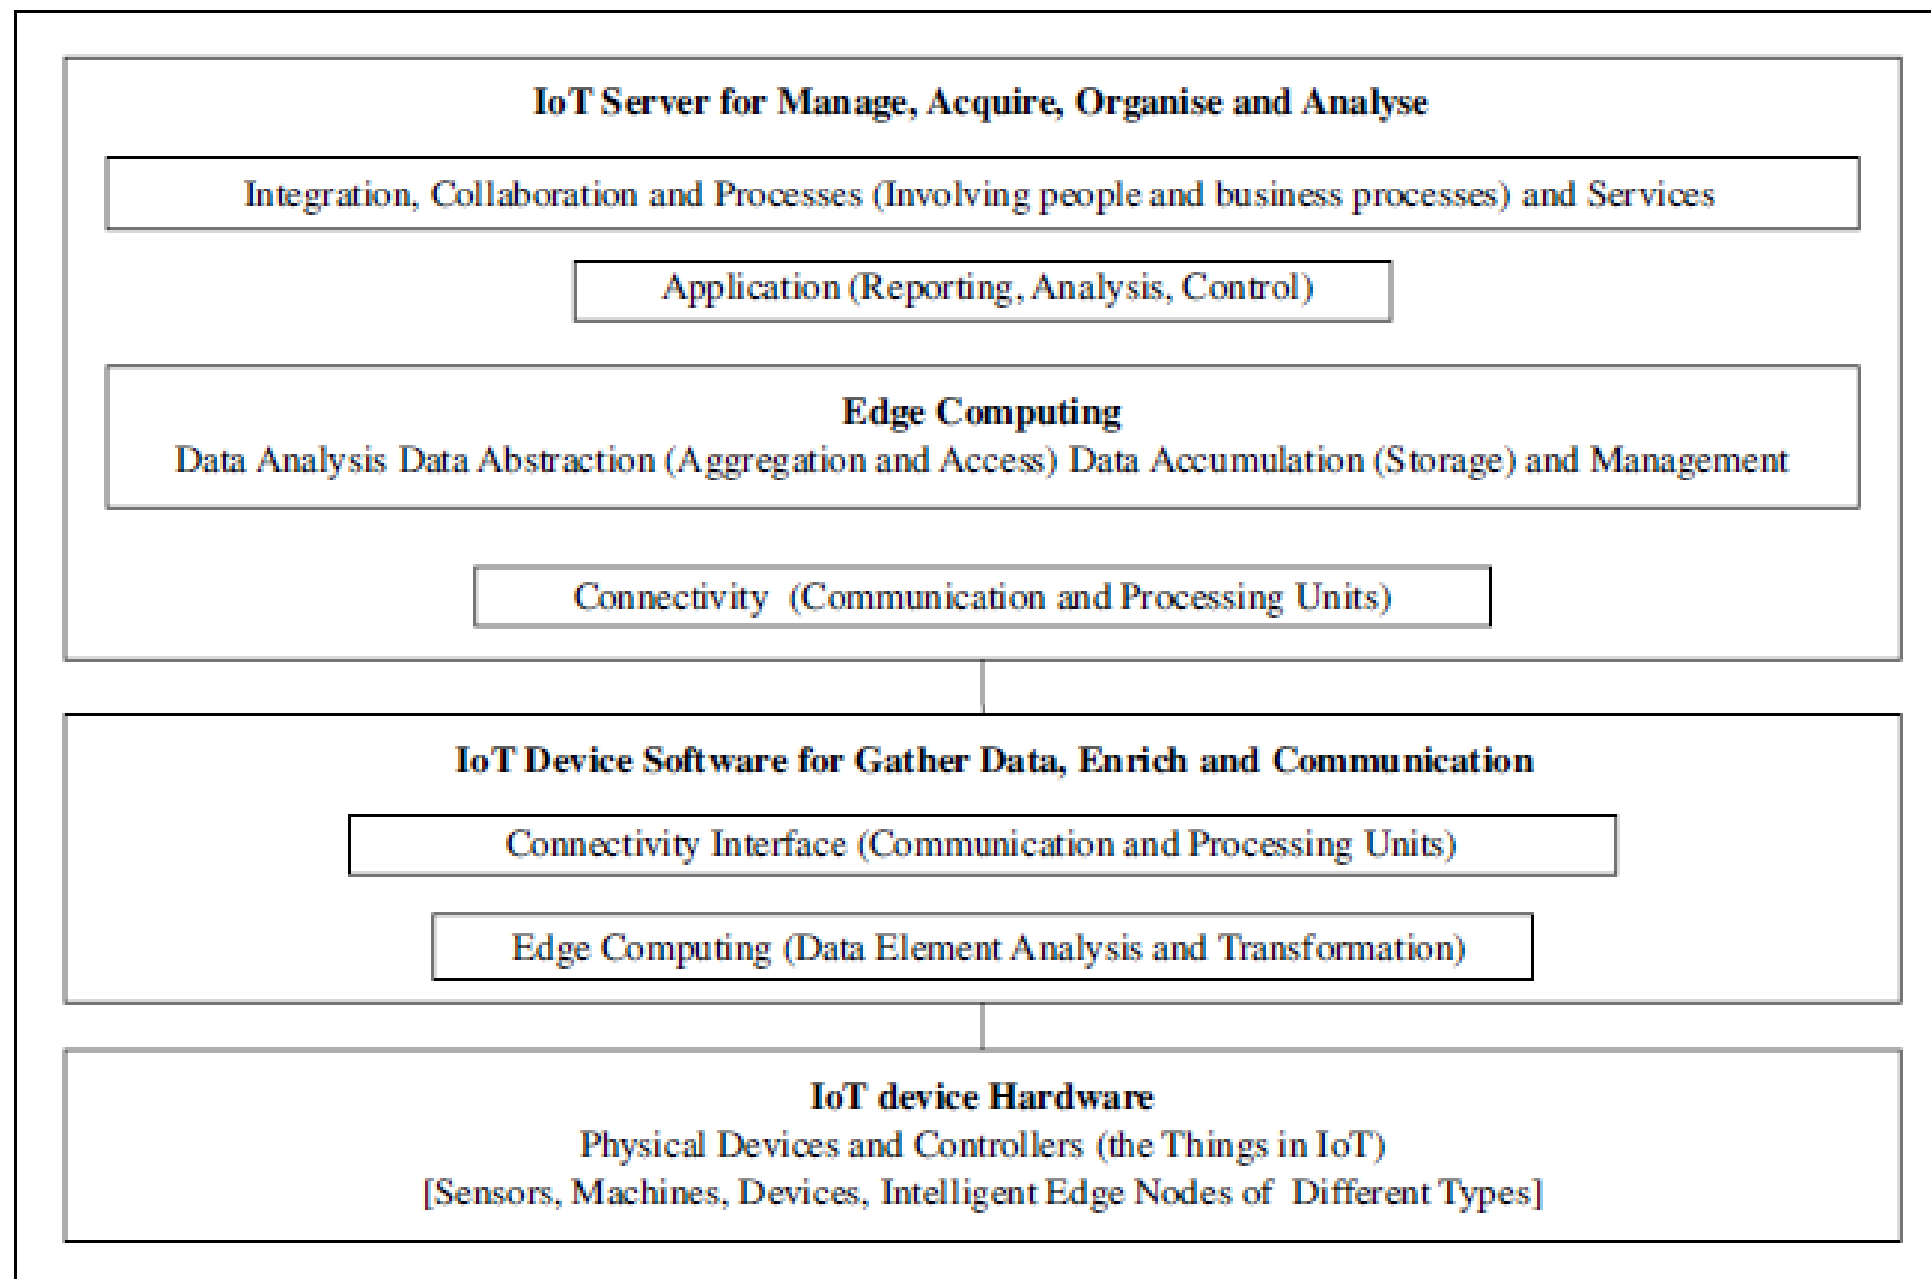 IoT Server for Manage, Acquire, Organise and Analyse
Integration, Collaboration and Processes (Involving people and business processes) and Services
Application (Reporting, Analysis, Control)
Edge Computing
Data Analysis Data Abstraction (Aggregation and Access) Data Accumulation (Storage) and Management
Connectivity (Communication and Processing Units)
IoT Device Software for Gather Data, Enrich and Communication
Connectivity Interface (Communication and Processing Units)
Edge Computing (Data Element Analysis and Transformation)
IoT device Hardware
Physical Devices and Controllers (the Things in IoT)
[Sensors, Machines, Devices, Intelligent Edge Nodes of Different Types]